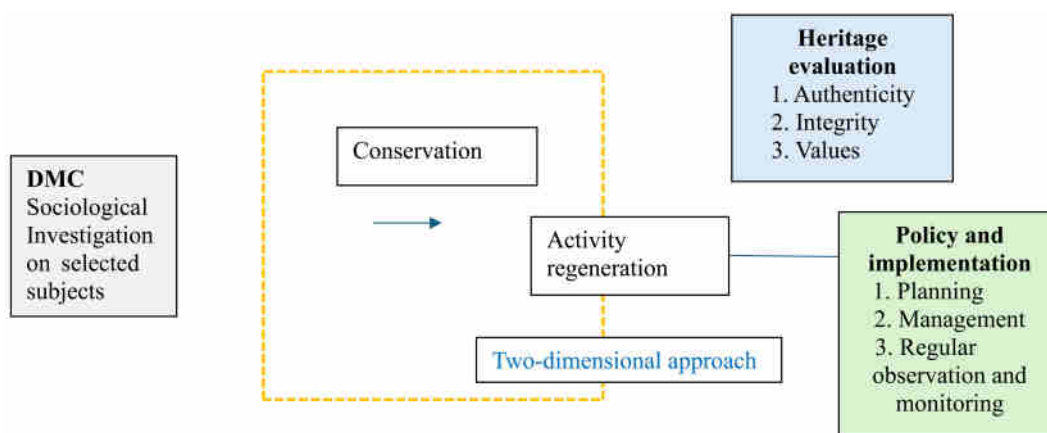 DMC
Sociological
Investigation
on selected
subjects
Conservation
Activity
regeneration
Two-dimensional approach
Heritage
evaluation
1. Authenticity
2. Integrity
3. Values
Policy and
implementation
1. Planning
2. Management
3. Regular
observation and
monitoring